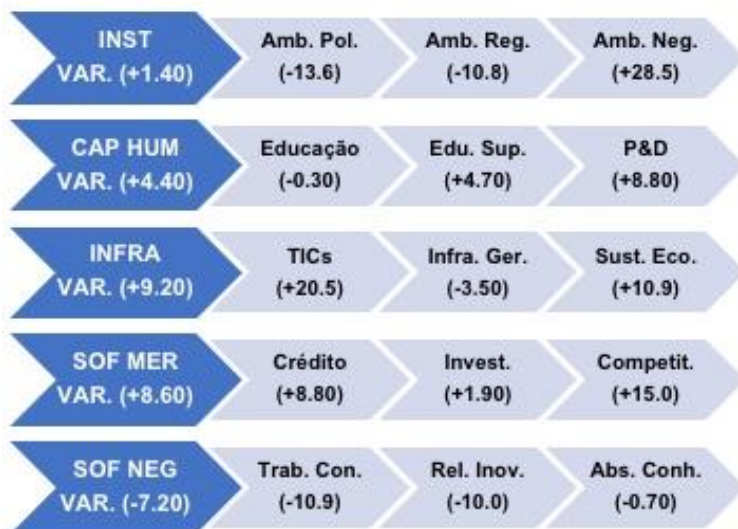 INST Amb. Pol. Amb. Reg. Amb. Neg.
VAR. (+1.40) (-13.6) (-10.8) (+28.5)
CAP HUM Educação Edu. Sup. P&D
VAR. (+4.40) (-0.30) (+4.70) (+8.80)
INFRA TICs Infra. Ger. Sust. Eco.
VAR. (+9.20) (+20.5) (-3.50) (+10.9)
SOF MER Crédito Invest. Competit.
VAR. (+8.60) (+8.80) (+1.90) (+15.0)
SOF NEG Trab. Con. Rel. Inov. Abs. Conh.
VAR. (-7.20) (-10.9) (-10.0) (-0.70)